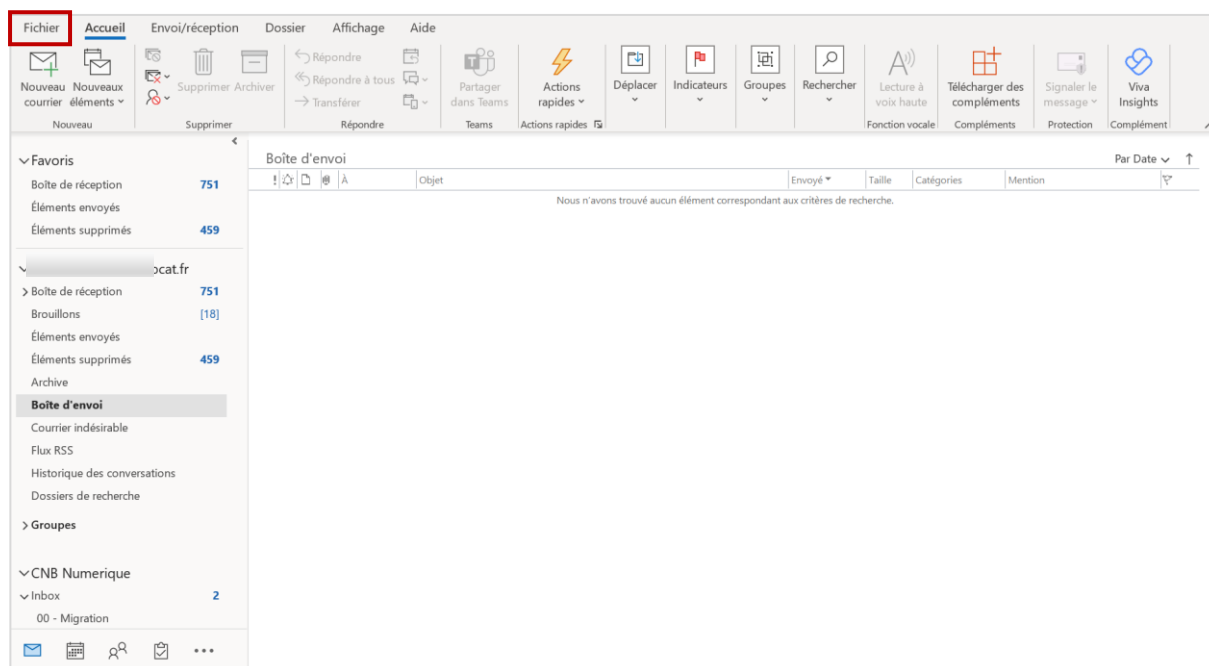 Fichier Accueil Envoi/réception Dossier Affichage Aide
Nouveau courrier
Nouveaux éléments
Supprimer Archiver
Répondre
Répondre à tous
Transférer
Partager dans Teams
Actions rapides
Déplacer
Indicateurs
Groupes
Rechercher
Lecture à voix haute
Télécharger des compléments
Signaler le message
Viva Insights
Nouveau Supprimer Répondre Teams Actions rapides Fonction vocale Compléments Protection Complément
Favoris
Boîte de réception 751
Éléments envoyés
Éléments supprimés 459
ocat.fr
Boîte de réception 751
Brouillons [18]
Éléments envoyés
Éléments supprimés 459
Archive
Boîte d'envoi
Courrier indésirable
Flux RSS
Historique des conversations
Dossiers de recherche
Groupes
CNB Numerique
Inbox 2
00 - Migration
Boîte d'envoi Par Date
À Objet Envoyé Taille Catégories Mention
Nous n'avons trouvé aucun élément correspondant aux critères de recherche.